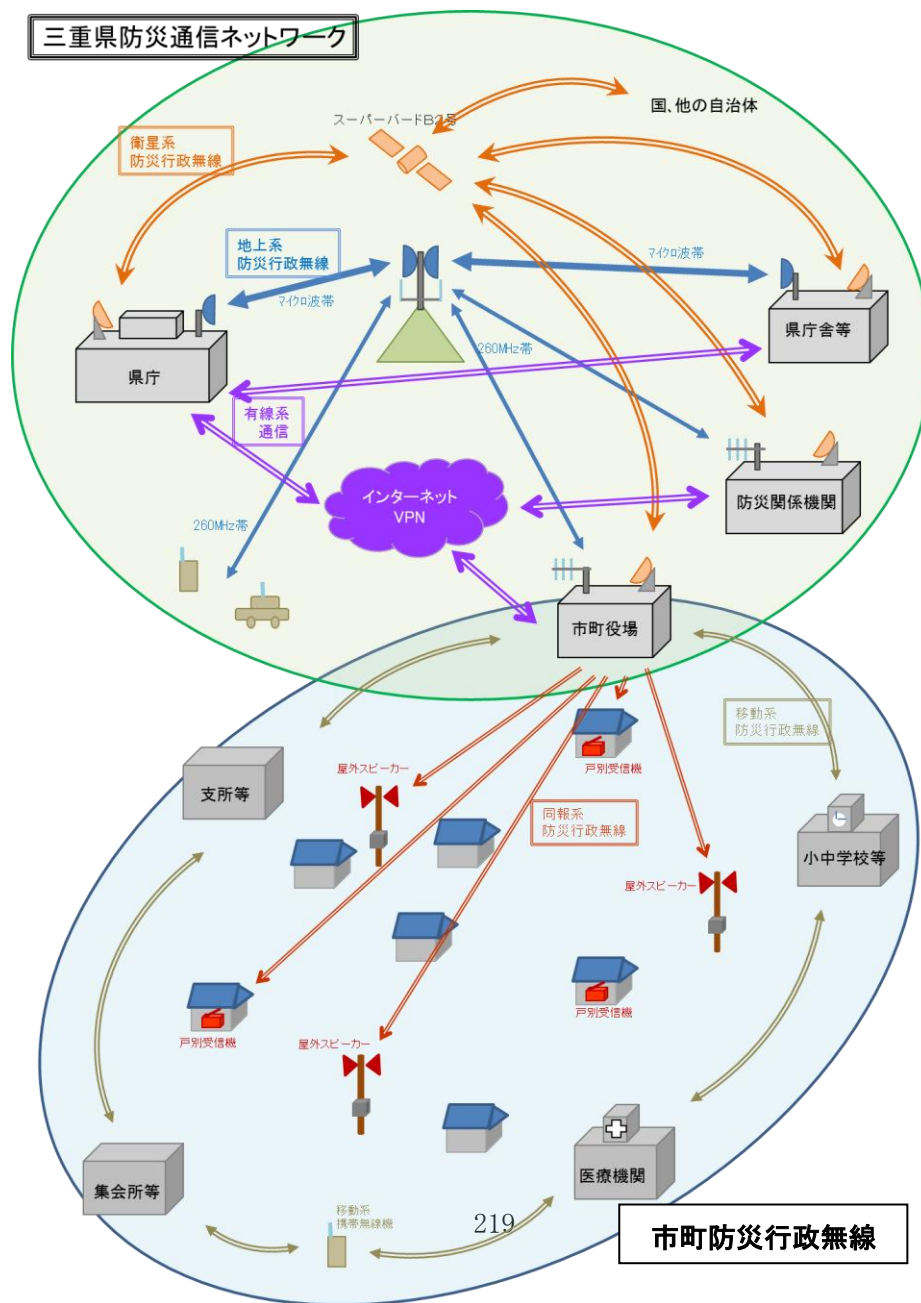 三重県防災通信ネットワーク
国、他の自治体
スーパーバードB2号
衛星系
防災行政無線
地上系
防災行政無線
マイクロ波帯
マイクロ波帯
県庁
県庁舎等
260MHz帯
有線系
通信
インターネット
VPN
防災関係機関
260MHz帯
市町役場
移動系
防災行政無線
戸別受信機
支所等
屋外スピーカー
同報系
防災行政無線
小中学校等
屋外スピーカー
戸別受信機
戸別受信機
屋外スピーカー
集会所等
医療機関
移動系
携帯無線機
219
市町防災行政無線